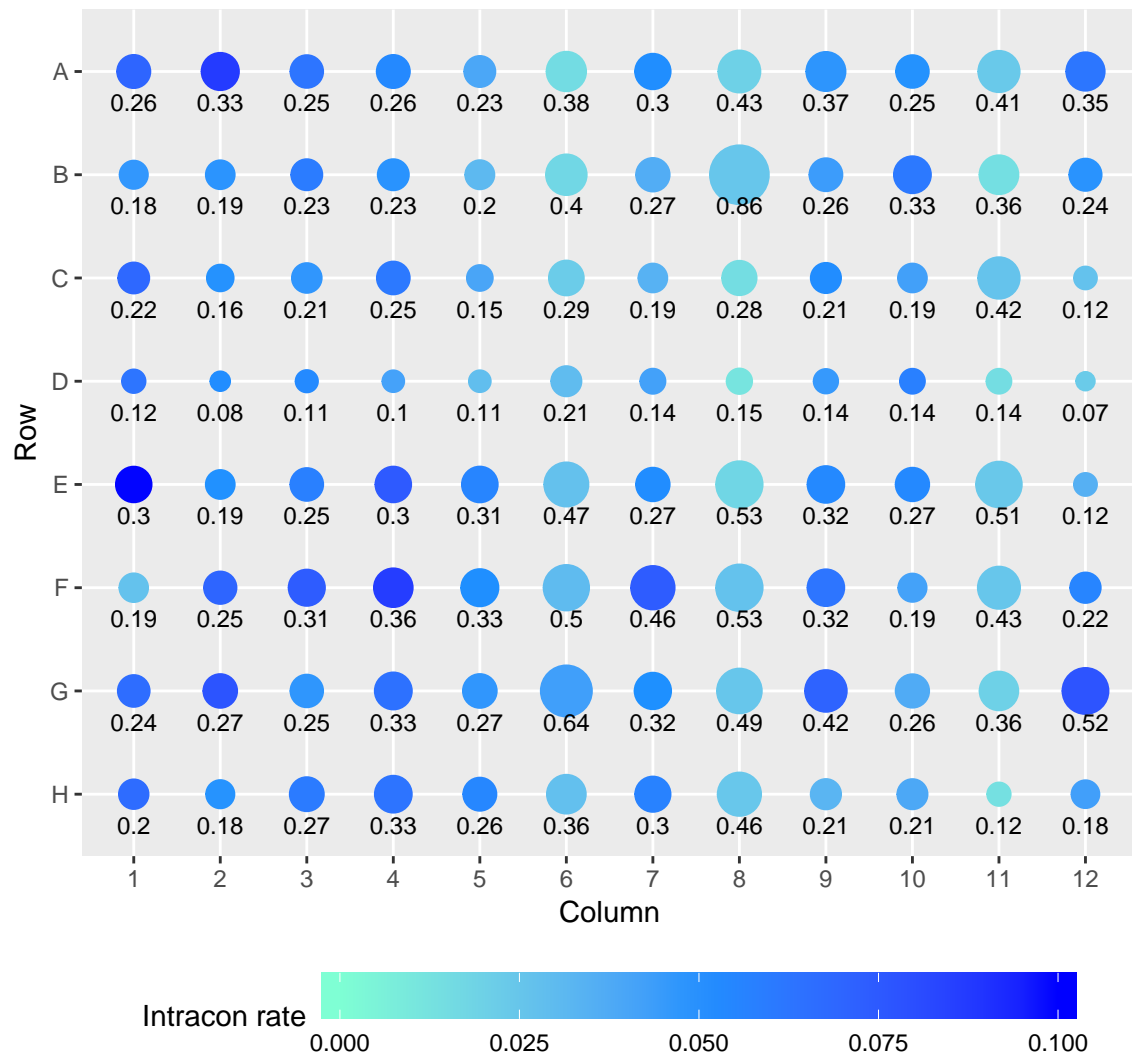 A
0.26 0.33 0.25 0.26 0.23 0.38 0.3 0.43 0.37 0.25 0.41 0.35
B
0.18 0.19 0.23 0.23 0.2 0.4 0.27 0.86 0.26 0.33 0.36 0.24
C
0.22 0.16 0.21 0.25 0.15 0.29 0.19 0.28 0.21 0.19 0.42 0.12
D
0.12 0.08 0.11 0.1 0.11 0.21 0.14 0.15 0.14 0.14 0.14 0.07
Row
E
0.3 0.19 0.25 0.3 0.31 0.47 0.27 0.53 0.32 0.27 0.51 0.12
F
0.19 0.25 0.31 0.36 0.33 0.5 0.46 0.53 0.32 0.19 0.43 0.22
G
0.24 0.27 0.25 0.33 0.27 0.64 0.32 0.49 0.42 0.26 0.36 0.52
H
0.2 0.18 0.27 0.33 0.26 0.36 0.3 0.46 0.21 0.21 0.12 0.18
1 2 3 4 5 6 7 8 9 10 11 12
Column
Intracon rate
0.000 0.025 0.050 0.075 0.100